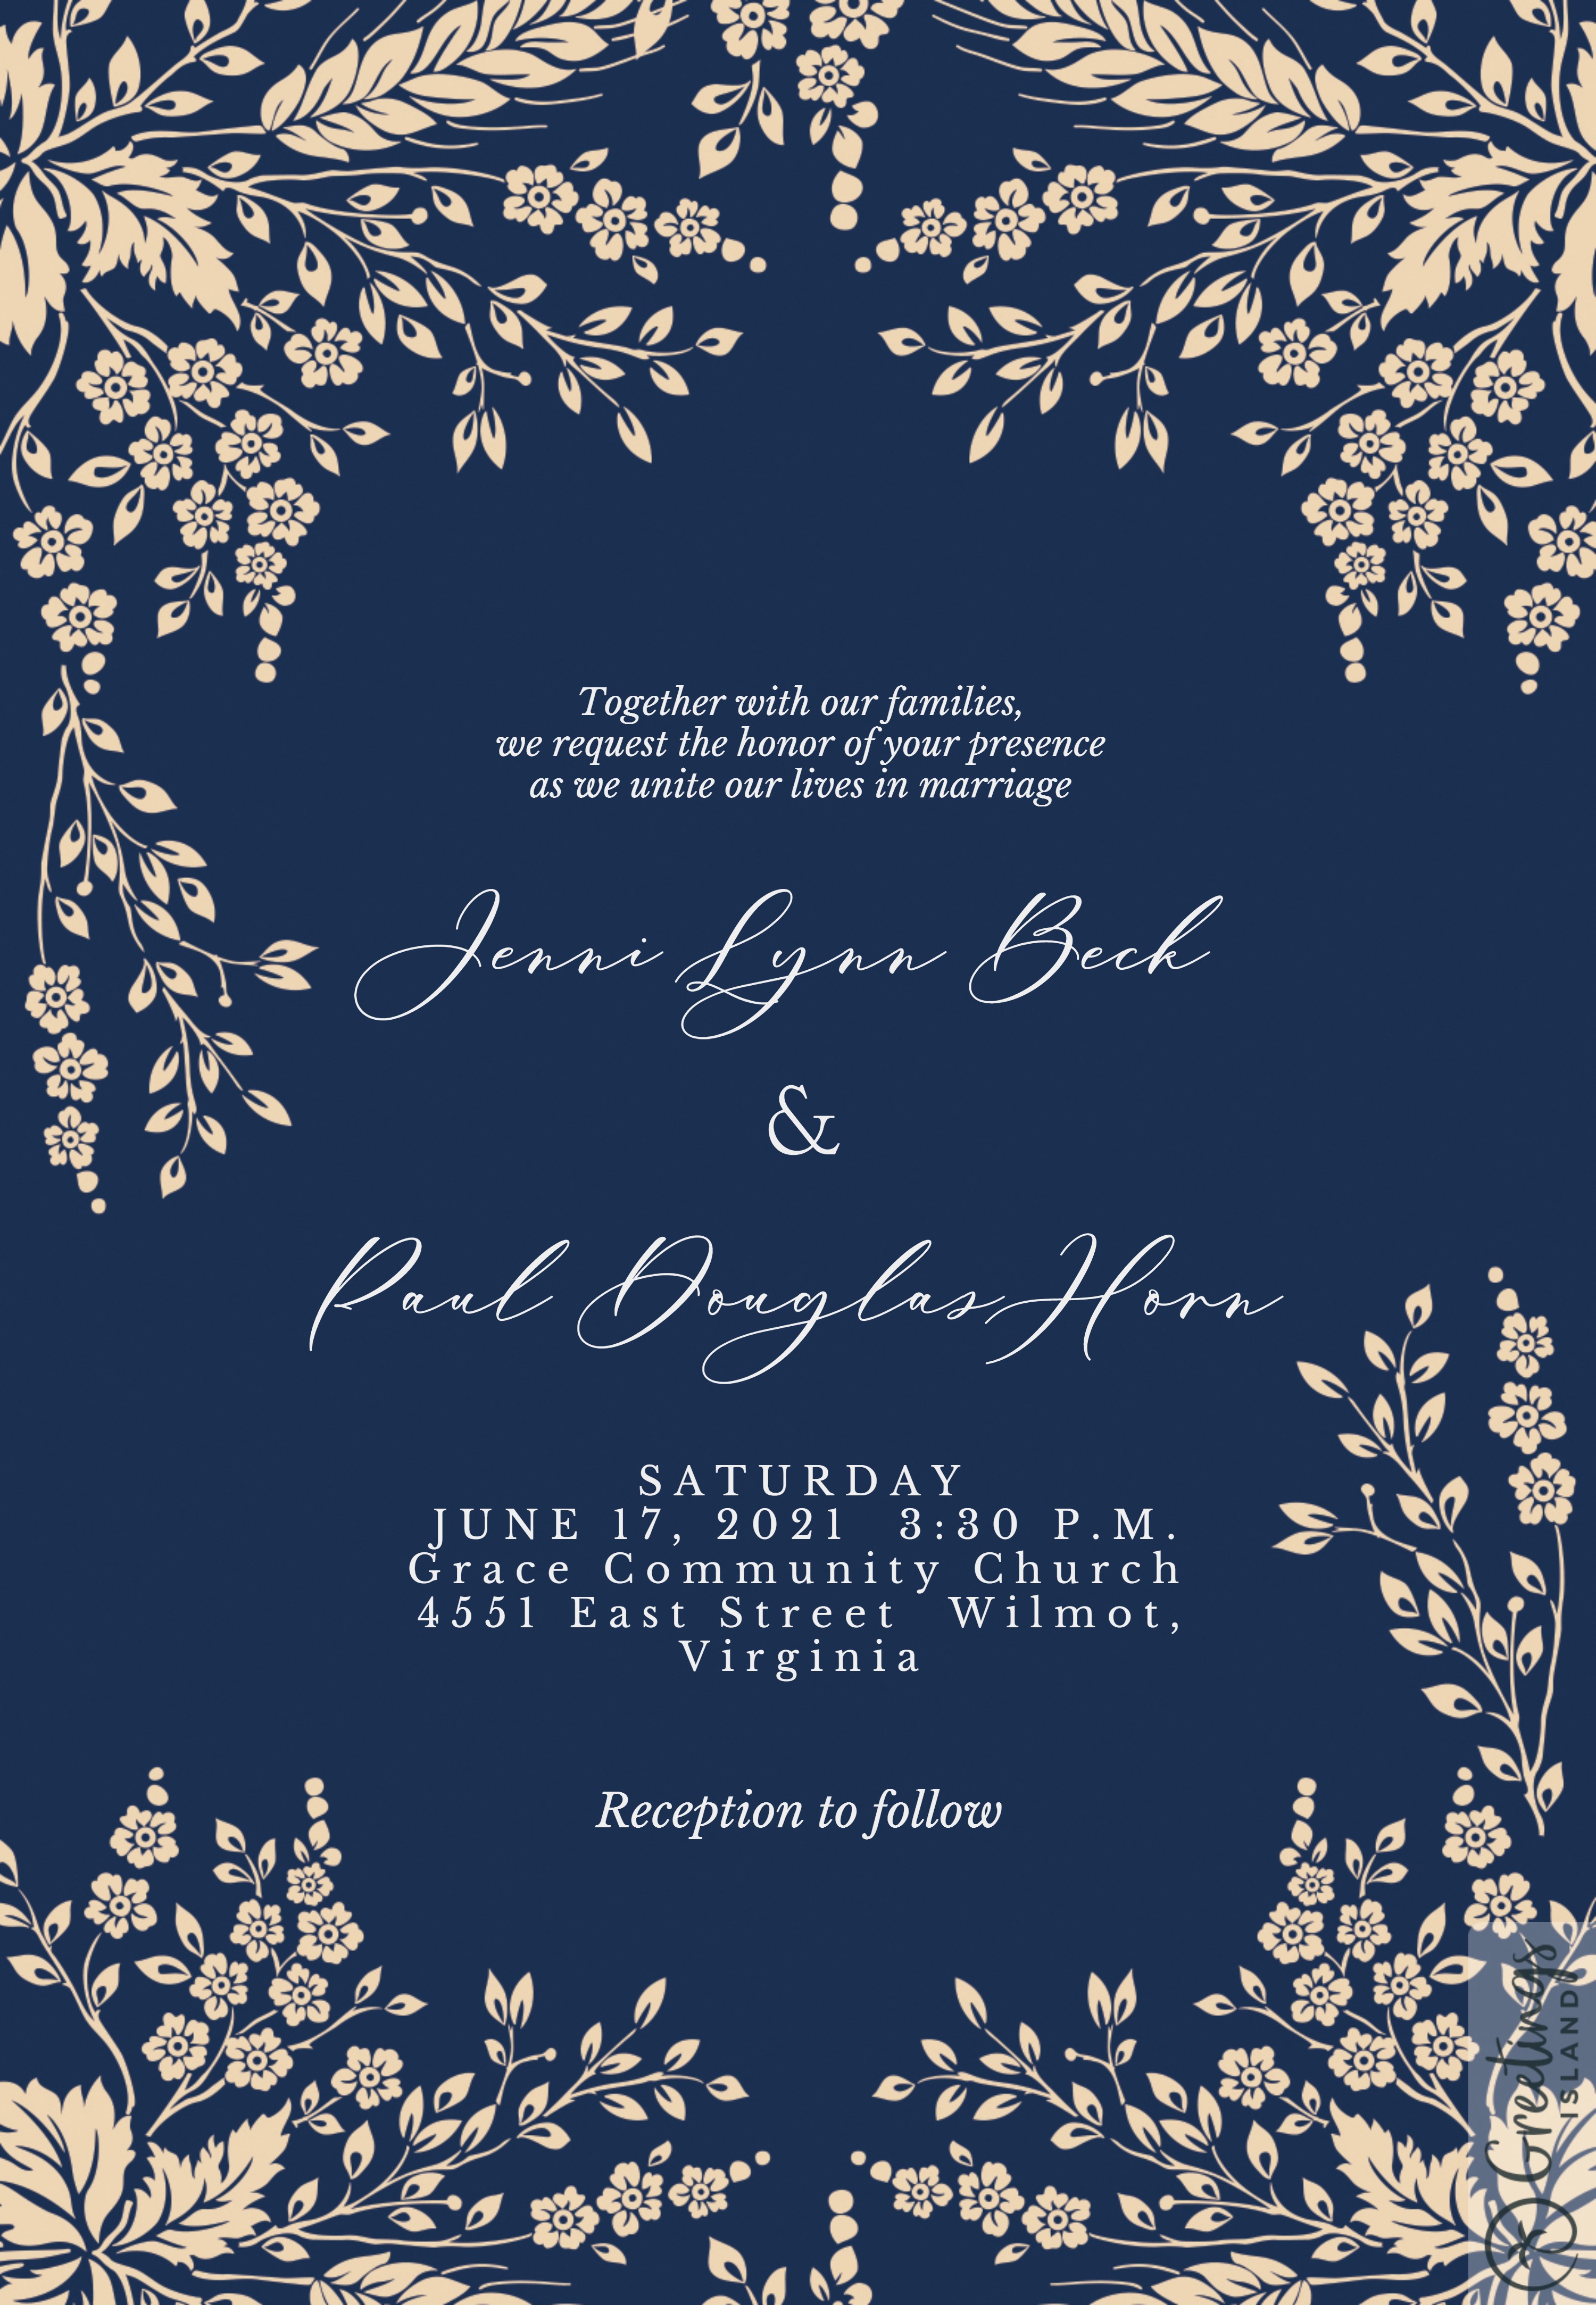 Together with our families,
we request the honor of your presence
as we unite our lives in marriage
Jenni Lynn Beck
&
Paul Douglas Horn
SATURDAY
JUNE 17, 2021 3:30 P.M.
Grace Community Church
4551 East Street Wilmot,
Virginia
Reception to follow
Greetings
ISLAND